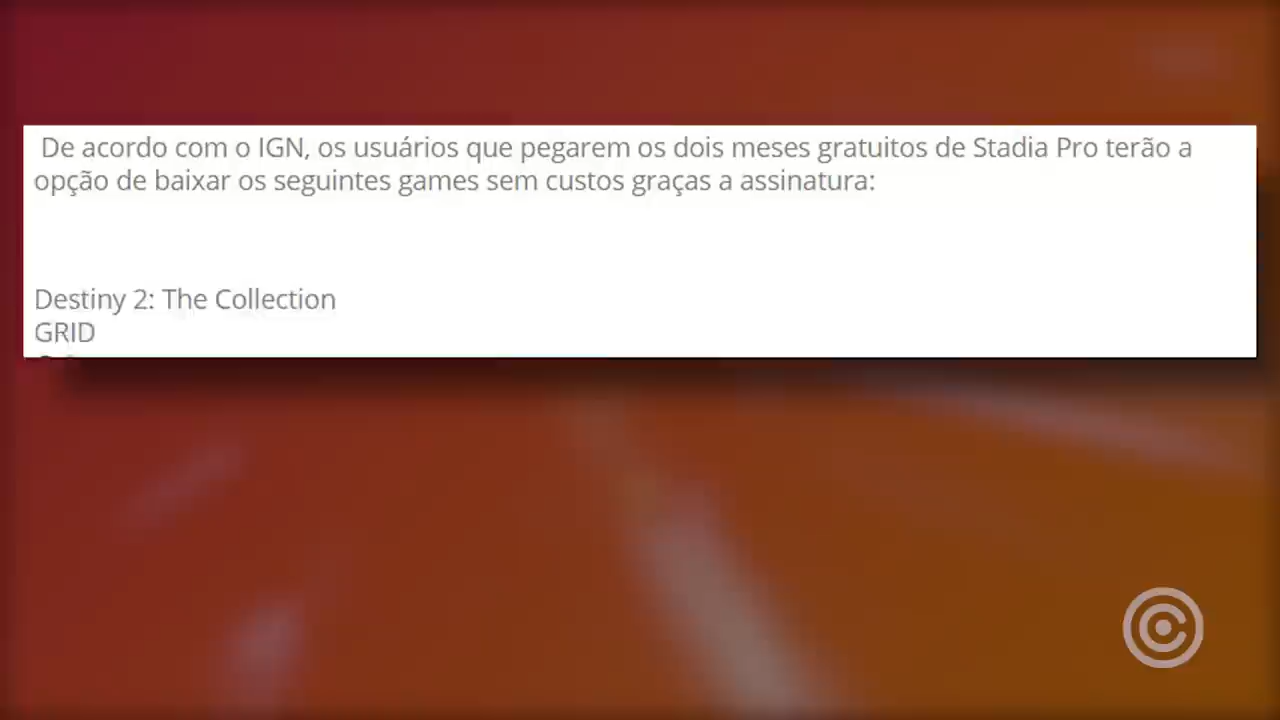 De acordo com o IGN, os usuários que pegarem os dois meses gratuitos de Stadia Pro terão a
opção de baixar os seguintes games sem custos graças a assinatura:
Destiny 2: The Collection
GRID